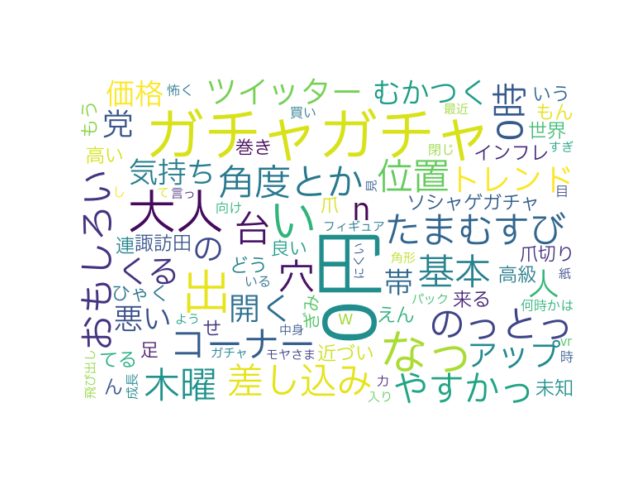 怖く
価格
ツイッター
むかつく
もう
党
買い
0師
いう
最近
もん
ガチャガチャ
世界
高い
巻き
閉じ
インフレ
すぎ
気持ち
角度とか
位置
トレンド
見
目
し
て
言っ
爪
ソシャゲガチャ
おもしろい
大人
台
い
n
たまむすび
向け
フィギュア
連
諏訪田
の
良い
爪切り
くる
出
穴
0円
にくい
角形
基本
どう
帯
高級
人
紙
ひゃく
いる
パック
来る
何時かは
悪い
よう
せ
開く
中身
ぎみ
w
えん
のっとっ
足
コーナー
ガチャ
モヤさま
近づい
なっ
アップ
vr
時
飛び出し
てる
ん
成長
木曜
差し込み
カ
入り
やすかっ
未知